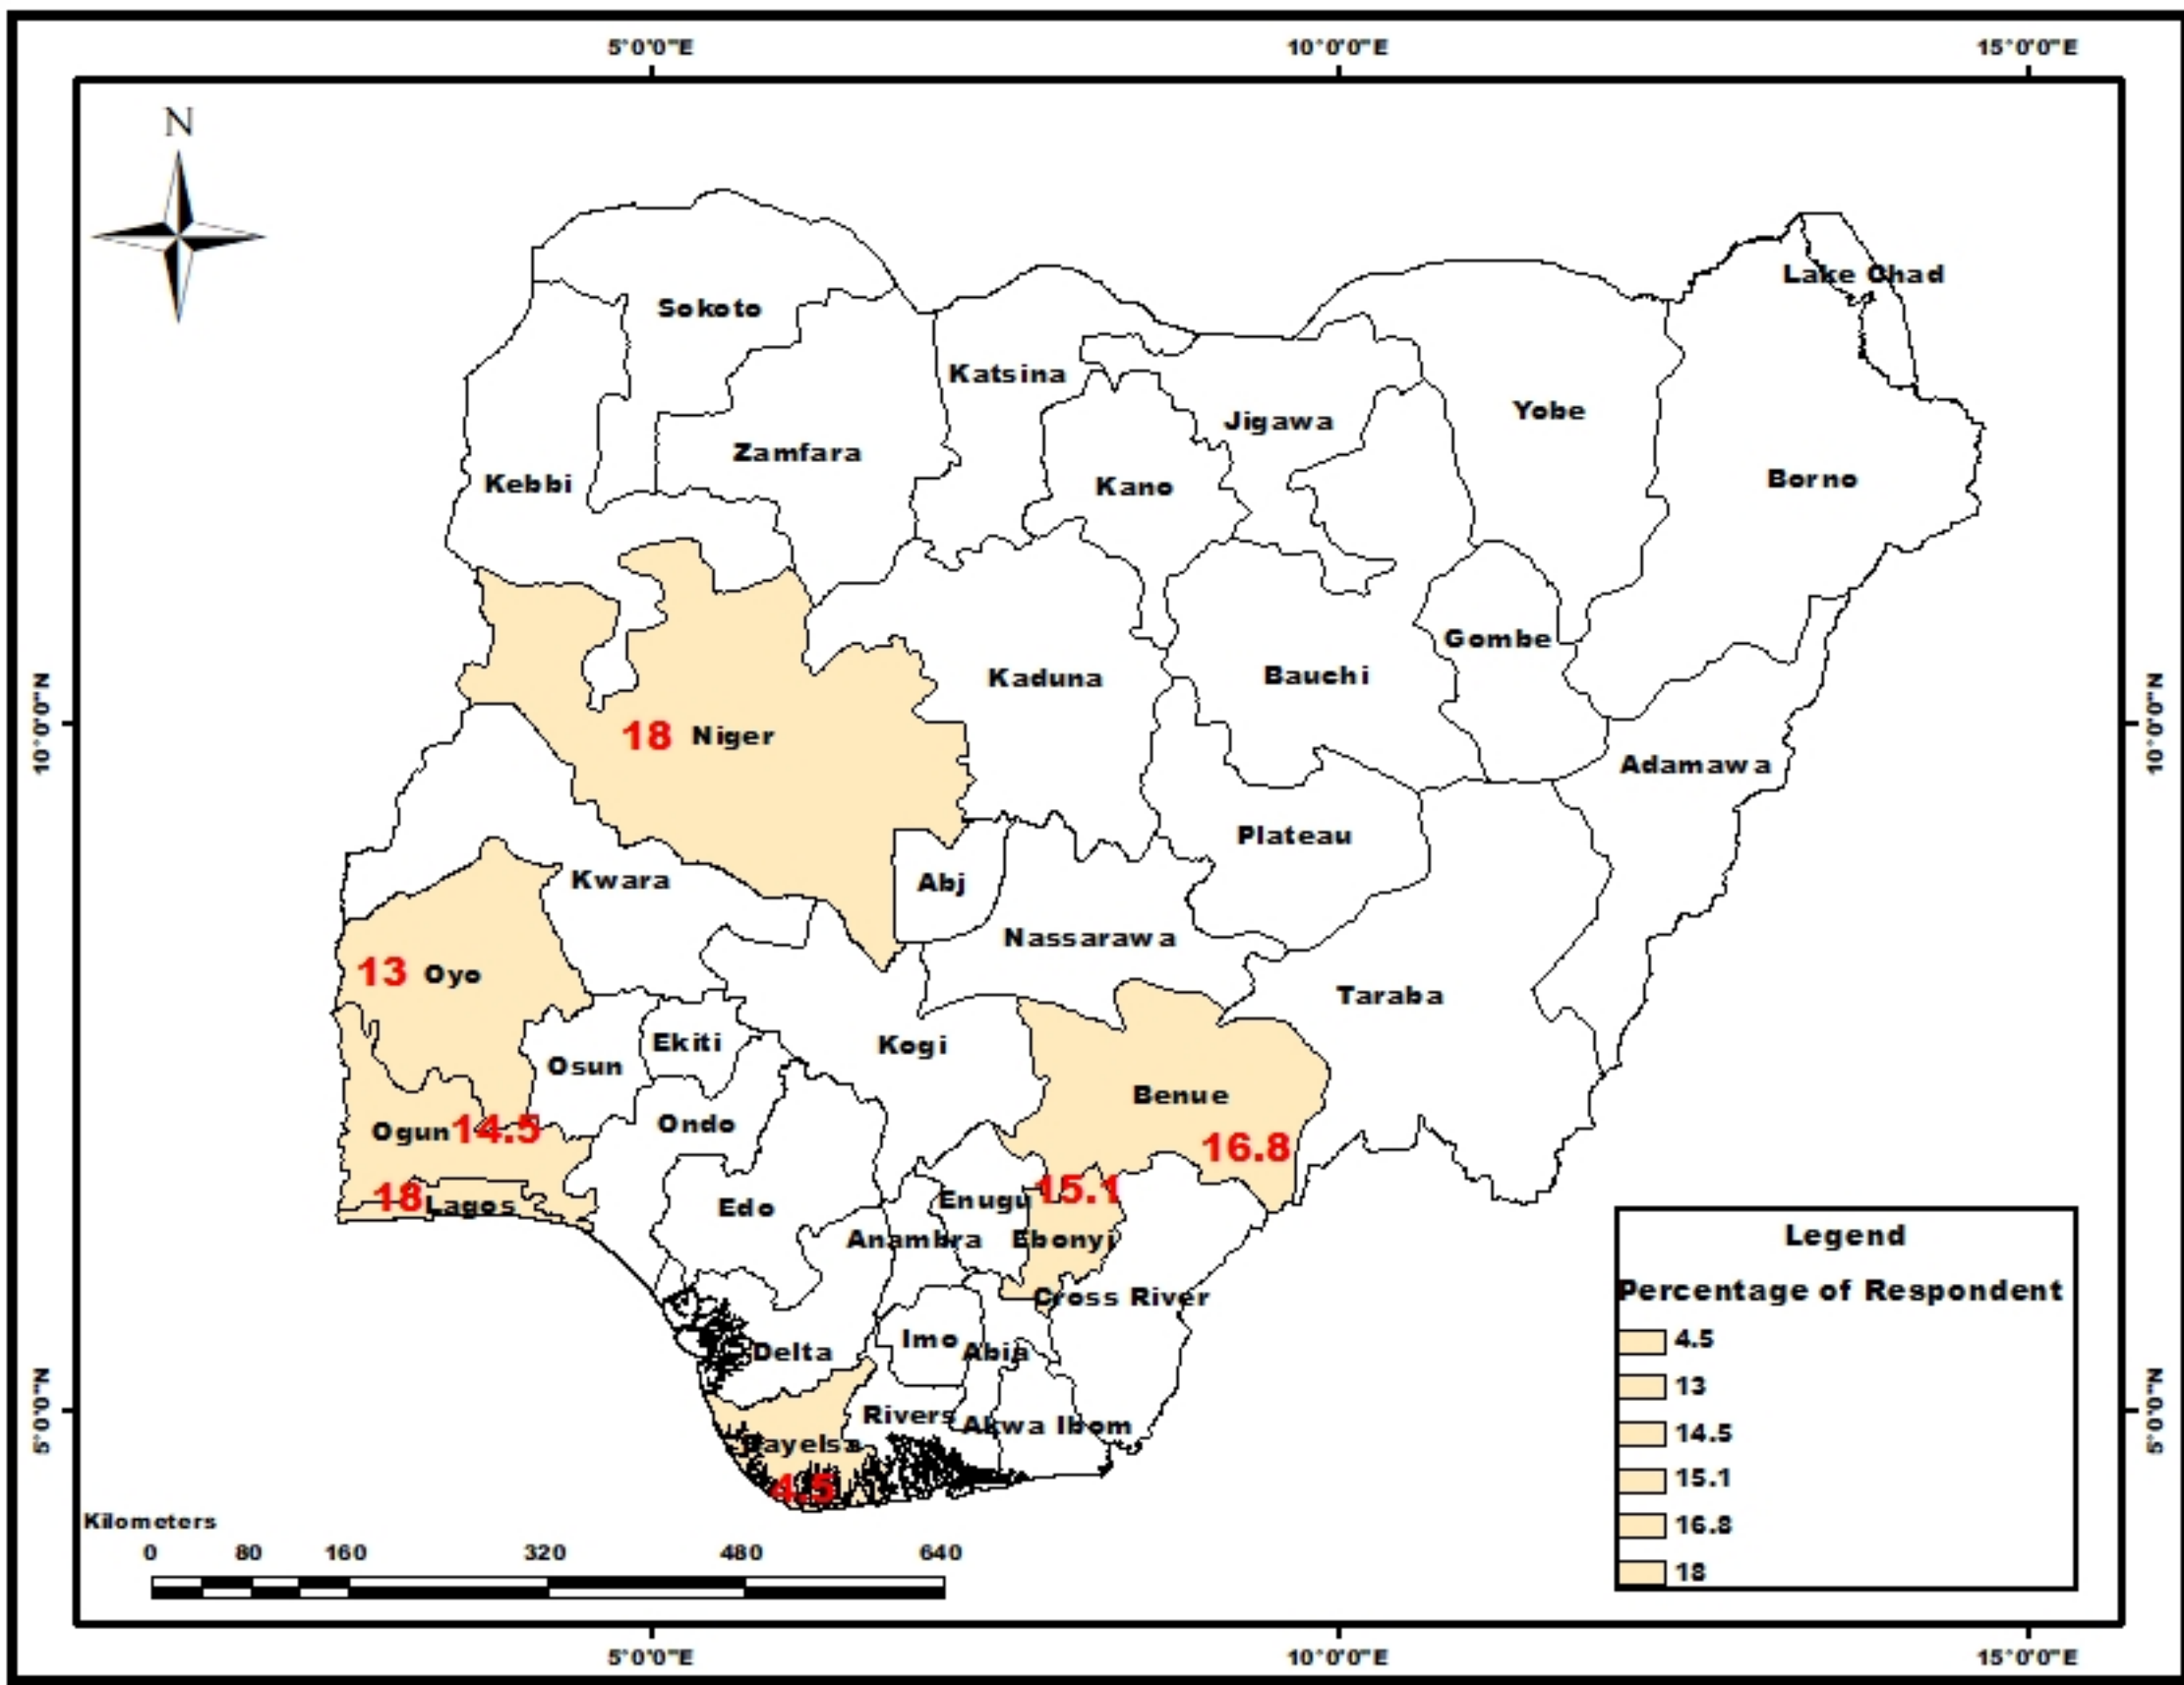 5°0'0"E 10°0'0"E 15°0'0"E
N
Lake Chad
Sokoto
Katsina
Yobe
Jigawa
Zamfara
Borno
Kebbi
Kano
Gombe
Bauchi
Kaduna
10°0'0"N
10°0'0"N
18 Niger
Adamawa
Plateau
Kwara
Abj
Nassarawa
13 Oyo
Taraba
Ekiti
Kogi
Osun
Benue
Ondo
Ogun 14.5
16.8
15.1
18 Lagos
Enugu
Edo
Anambra
Ebonyi
Cross River
Imo
Abia
Delta
Rivers
Akwa Ibom
Bayelsa
4.5
5°0'0"N
5°0'0"N
Legend
Percentage of Respondent
4.5
13
14.5
15.1
16.8
18
Kilometers
0 80 160 320 480 640
5°0'0"E 10°0'0"E 15°0'0"E